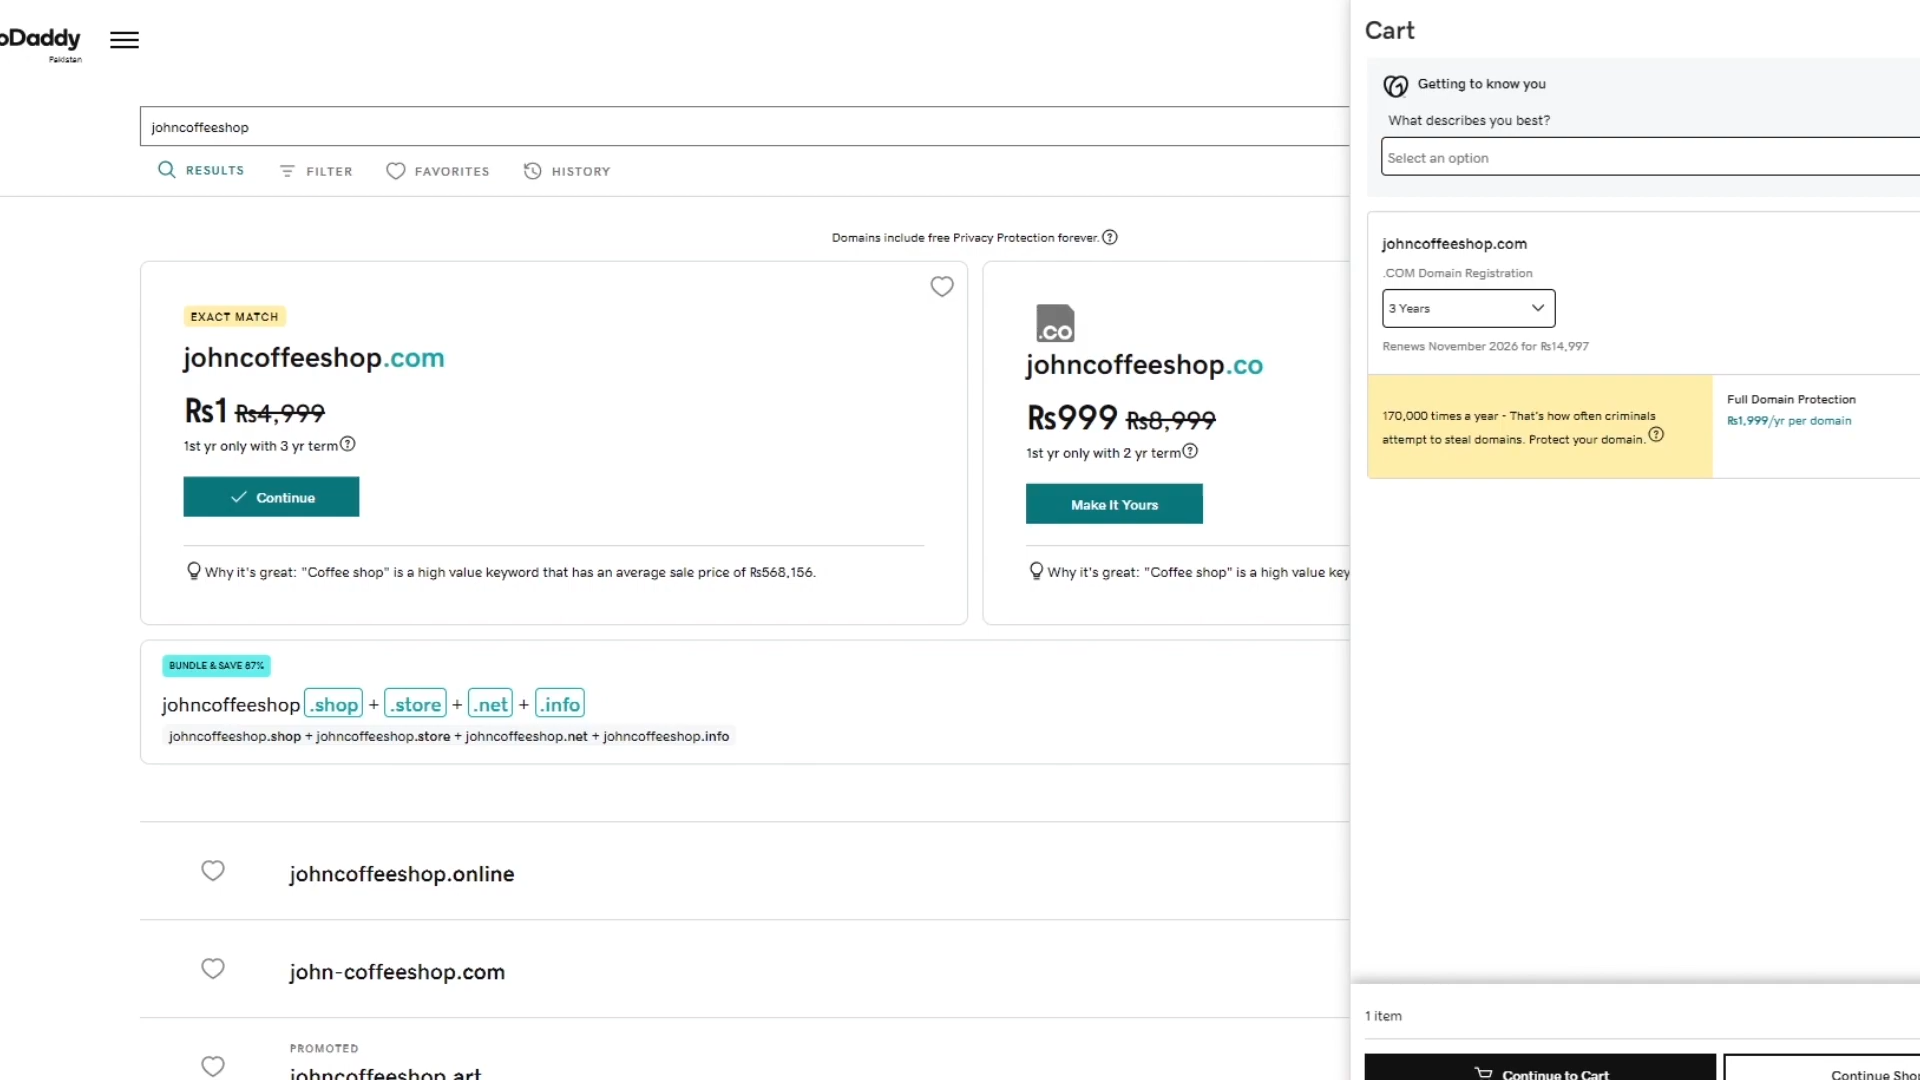 oDaddy
Pakistan
johncoffeeshop
RESULTS
FILTER
FAVORITES
HISTORY
Domains include free Privacy Protection forever. ?
EXACT MATCH
johncoffeeshop.com
₨1 ₨4,999
1st yr only with 3 yr term ?
Continue
Why it's great: "Coffee shop" is a high value keyword that has an average sale price of ₨568,156.
.co
johncoffeeshop.co
₨999 ₨8,999
1st yr only with 2 yr term ?
Make It Yours
Why it's great: "Coffee shop" is a high value key
BUNDLE & SAVE 87%
johncoffeeshop .shop + .store + .net + .info
johncoffeeshop.shop + johncoffeeshop.store + johncoffeeshop.net + johncoffeeshop.info
johncoffeeshop.online
john-coffeeshop.com
PROMOTED
johncoffeeshop.art
Cart
Getting to know you
What describes you best?
Select an option
johncoffeeshop.com
.COM Domain Registration
3 Years
Renews November 2026 for ₨14,997
170,000 times a year - That's how often criminals
attempt to steal domains. Protect your domain. ?
Full Domain Protection
₨1,999/yr per domain
1 item
Continue to Cart
Continue Shop